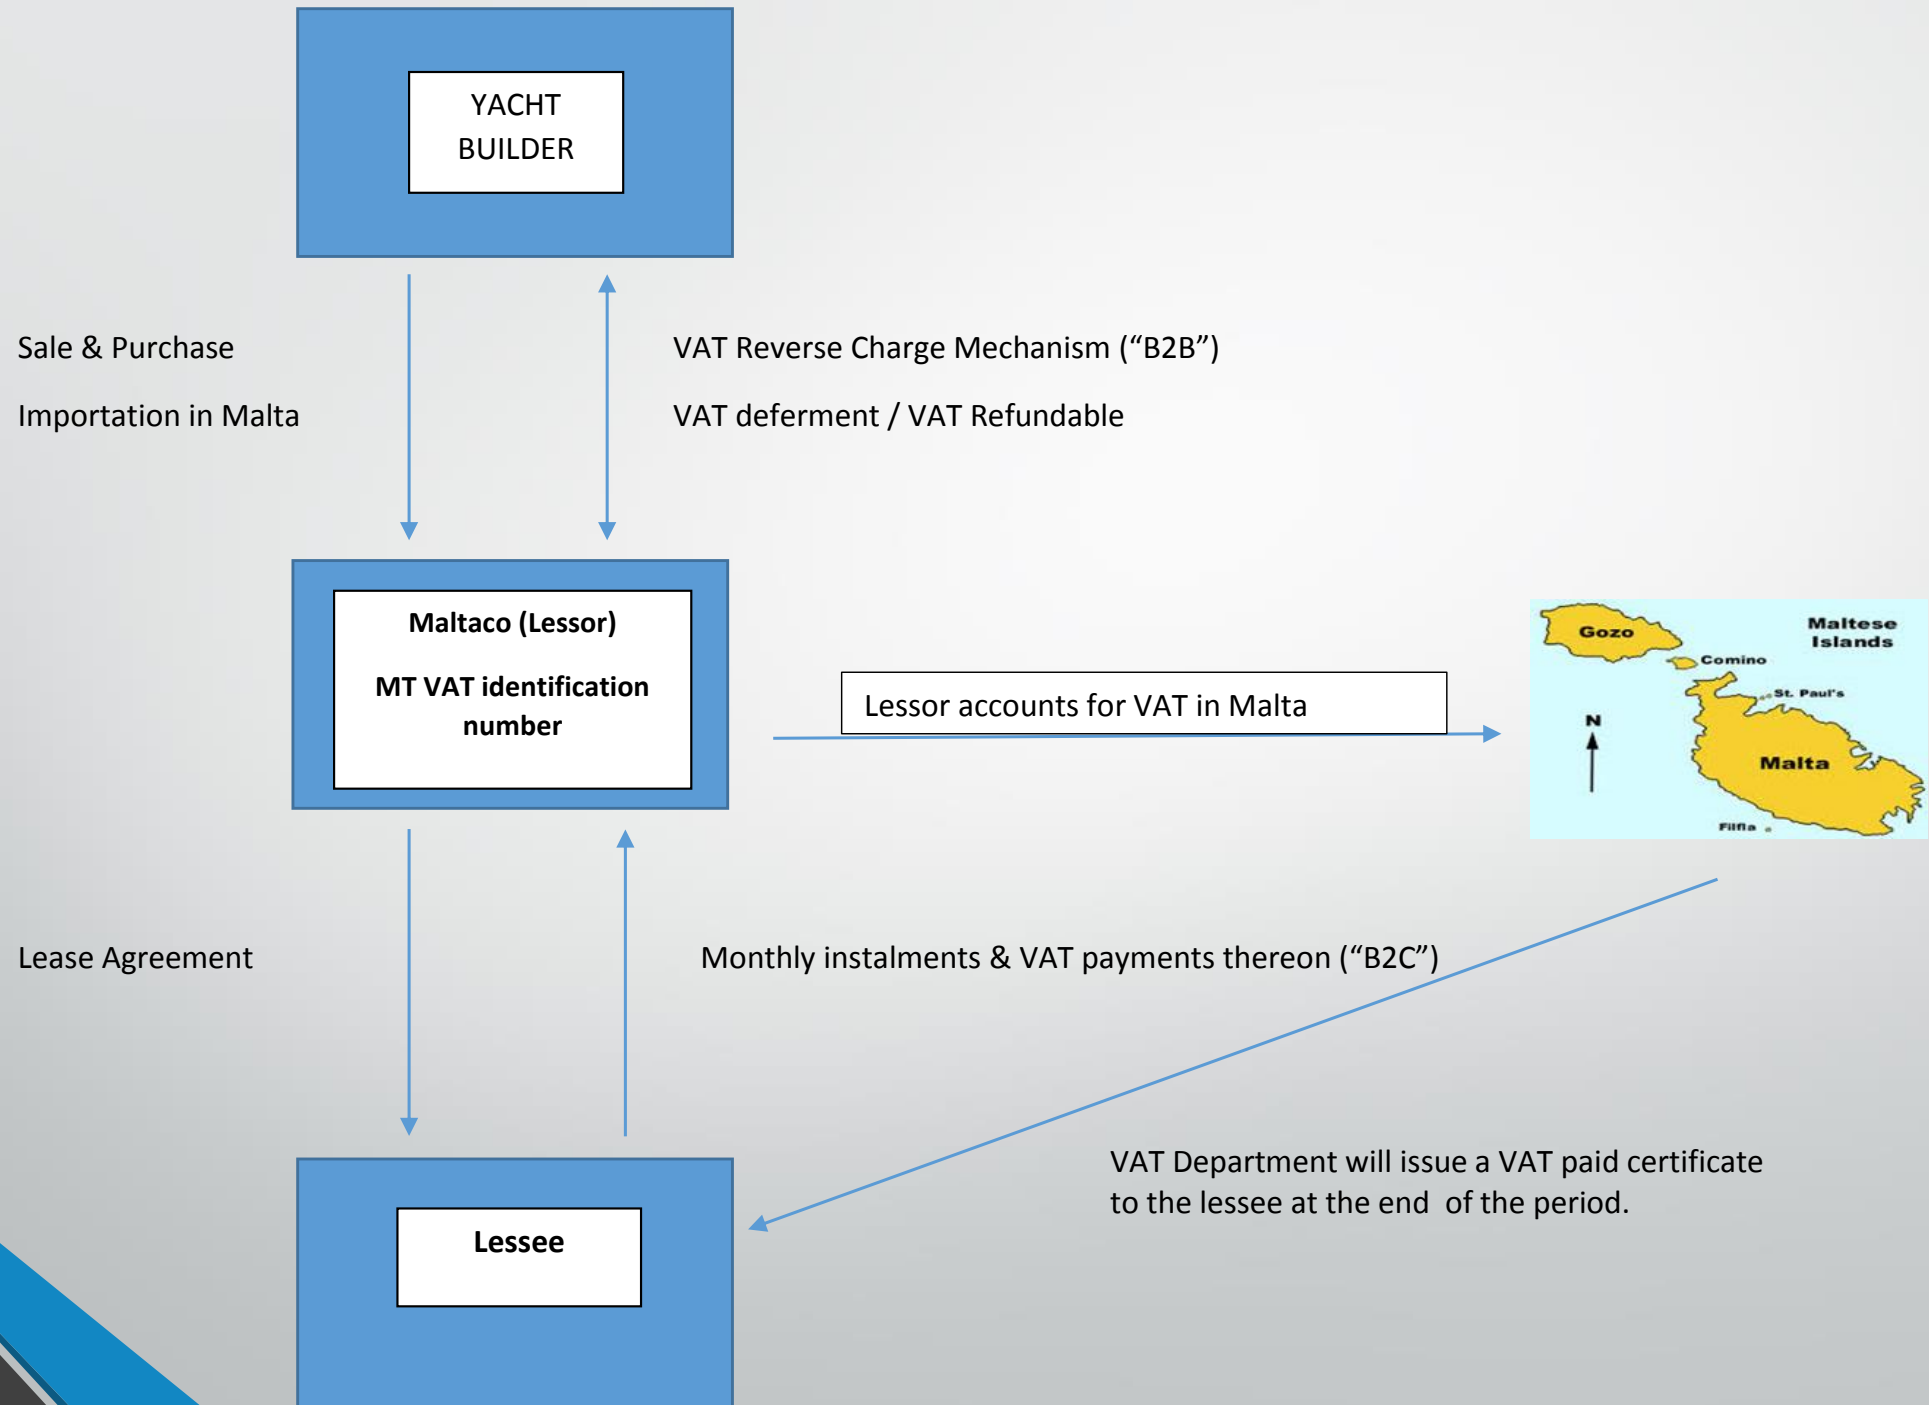 YACHT
BUILDER
Sale & Purchase
VAT Reverse Charge Mechanism (“B2B”)
Importation in Malta
VAT deferment / VAT Refundable
Maltaco (Lessor)
MT VAT identification
number
Lessor accounts for VAT in Malta
Gozo
Maltese
Islands
Comino
St. Paul's
N
Malta
Filfla
Lease Agreement
Monthly instalments & VAT payments thereon (“B2C”)
VAT Department will issue a VAT paid certificate
to the lessee at the end  of the period.
Lessee